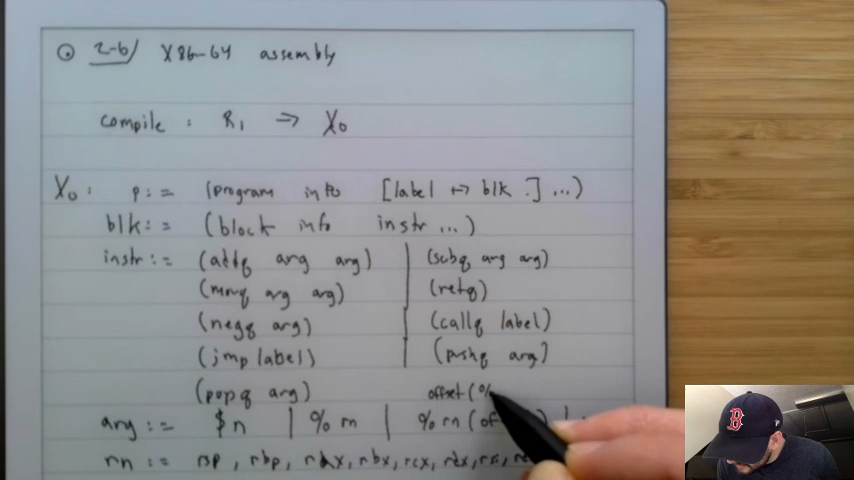 ⊙ 2-6/ X86-64 assembly
compile : R₁ ⇒ X₀
X₀ : p := (program info [label ↦ blk .] ...)
blk := (block info instr ...)
instr := (addq arg arg) | (subq arg arg)
(movq arg arg) | (retq)
(negq arg) | (callq label)
(jmp label) | (pushq arg)
(popq arg) offset (%
arg := $n | % rn | % rn (of
rn := rsp , rbp , rax , rbx , rcx , rdx , rsi ,
B